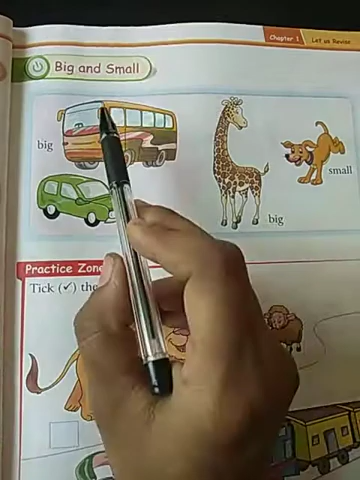 Chapter 1
Let us Revise
Big and Small
big
small
big
Practice Zone
Tick (✓) the